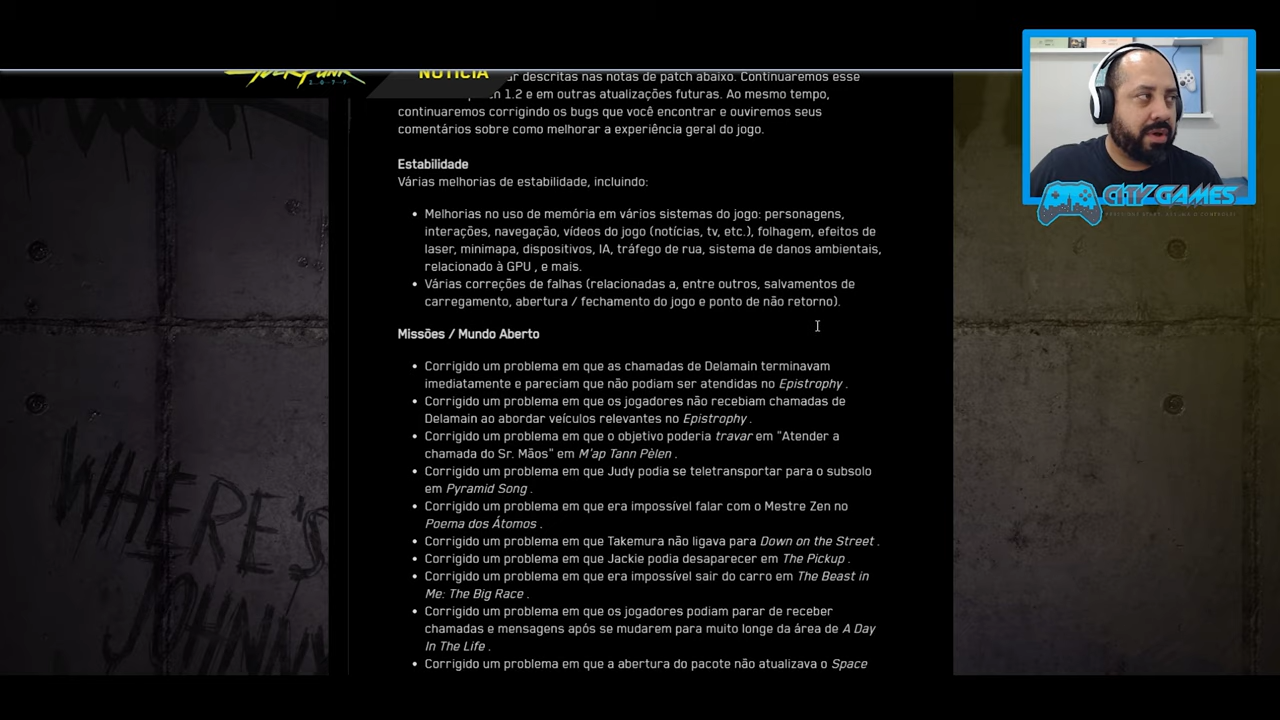 CYBERPUNK
2 0 7 7
NOTÍCIA
ar descritas nas notas de patch abaixo. Continuaremos esse
1.2 e em outras atualizações futuras. Ao mesmo tempo,
continuaremos corrigindo os bugs que você encontrar e ouviremos seus
comentários sobre como melhorar a experiência geral do jogo.
Estabilidade
Várias melhorias de estabilidade, incluindo:
• Melhorias no uso de memória em vários sistemas do jogo: personagens,
interações, navegação, vídeos do jogo (notícias, tv, etc.), folhagem, efeitos de
laser, minimapa, dispositivos, IA, tráfego de rua, sistema de danos ambientais,
relacionado à GPU , e mais.
• Várias correções de falhas (relacionadas a, entre outros, salvamentos de
carregamento, abertura / fechamento do jogo e ponto de não retorno).
Missões / Mundo Aberto
• Corrigido um problema em que as chamadas de Delamain terminavam
imediatamente e pareciam que não podiam ser atendidas no Epistrophy .
• Corrigido um problema em que os jogadores não recebiam chamadas de
Delamain ao abordar veículos relevantes no Epistrophy .
• Corrigido um problema em que o objetivo poderia travar em "Atender a
chamada do Sr. Mãos" em M'ap Tann Pèlen .
• Corrigido um problema em que Judy podia se teletransportar para o subsolo
em Pyramid Song .
• Corrigido um problema em que era impossível falar com o Mestre Zen no
Poema dos Átomos .
• Corrigido um problema em que Takemura não ligava para Down on the Street .
• Corrigido um problema em que Jackie podia desaparecer em The Pickup .
• Corrigido um problema em que era impossível sair do carro em The Beast in
Me: The Big Race .
• Corrigido um problema em que os jogadores podiam parar de receber
chamadas e mensagens após se mudarem para muito longe da área de A Day
In The Life .
• Corrigido um problema em que a abertura do pacote não atualizava o Space
WHERE'S
JOHNNY
CITY GAMES